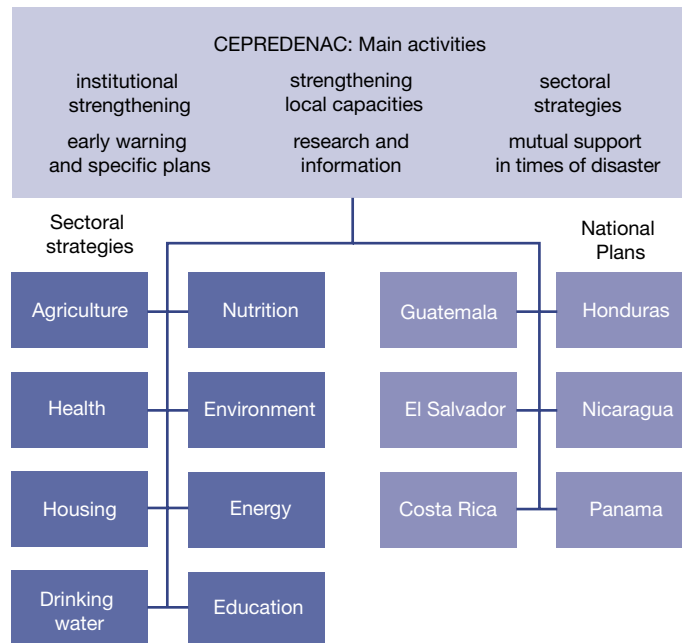 CEPREDENAC: Main activities
institutional
strengthening
strengthening
local capacities
sectoral
strategies
early warning
and specific plans
research and
information
mutual support
in times of disaster
Sectoral
strategies
National
Plans
Agriculture
Nutrition
Guatemala
Honduras
Health
Environment
El Salvador
Nicaragua
Housing
Energy
Costa Rica
Panama
Drinking
water
Education